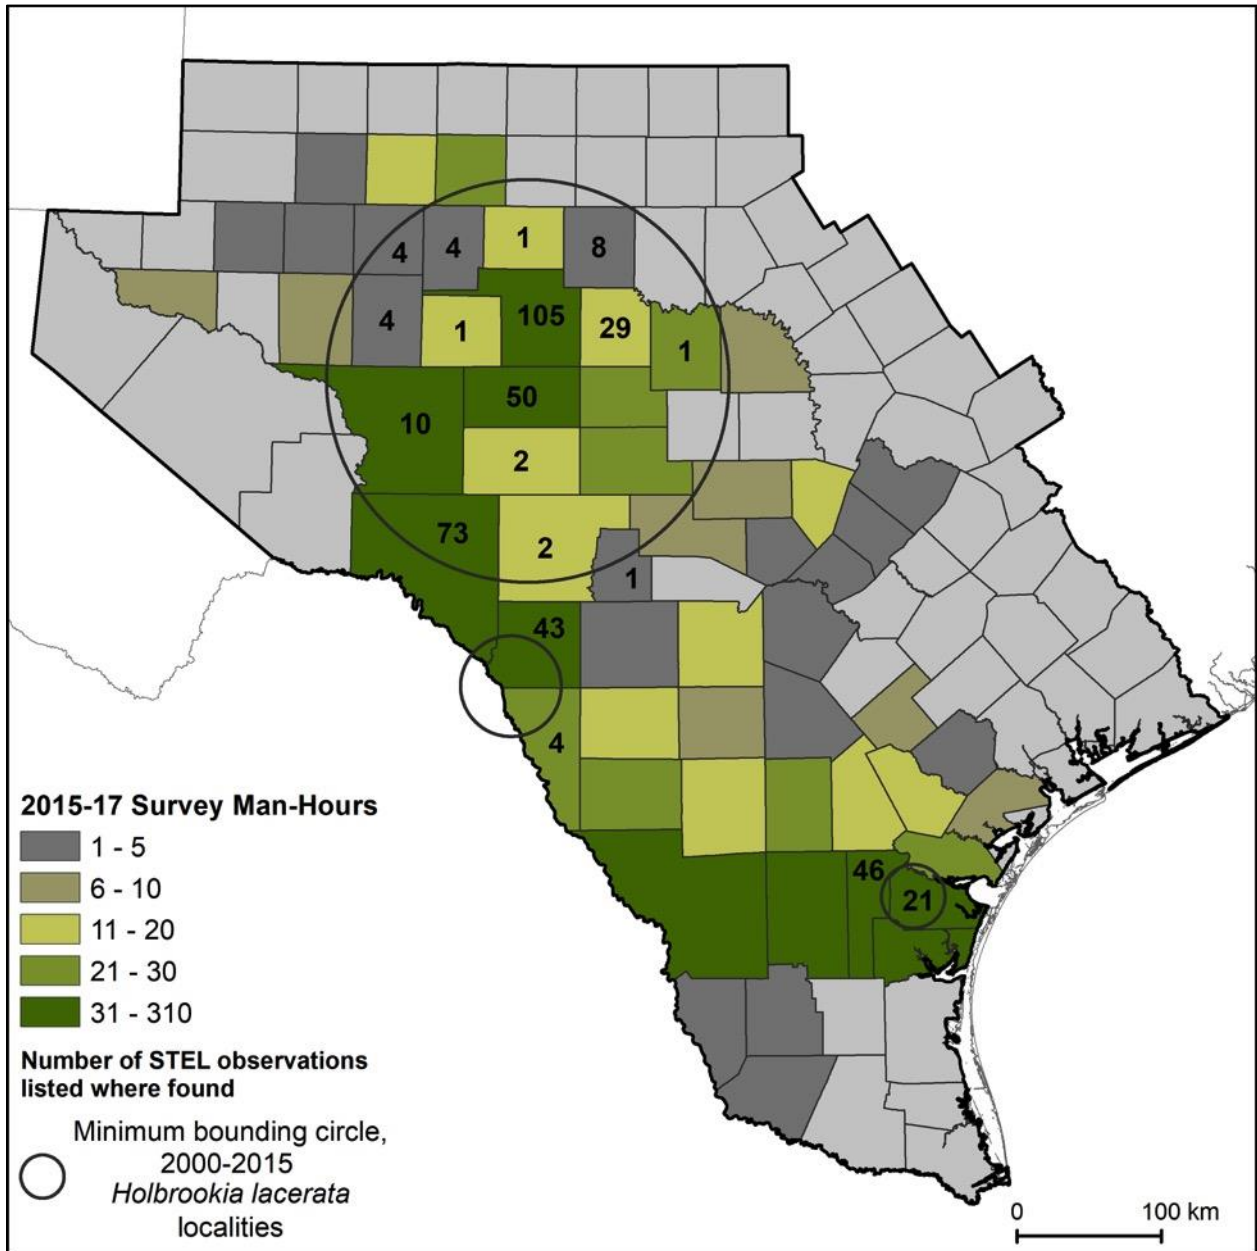 4
4
1
8
4
1
105
29
1
10
50
2
73
2
1
43
4
46
21
2015-17 Survey Man-Hours
1 - 5
6 - 10
11 - 20
21 - 30
31 - 310
Number of STEL observations
listed where found
Minimum bounding circle,
2000-2015
Holbrookia lacerata
localities
0 100 km